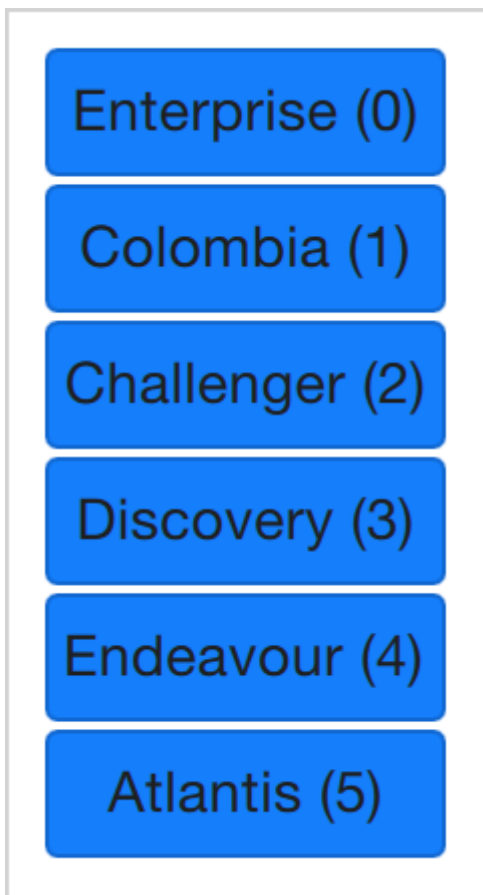 Enterprise (0)
Colombia (1)
Challenger (2)
Discovery (3)
Endeavour (4)
Atlantis (5)